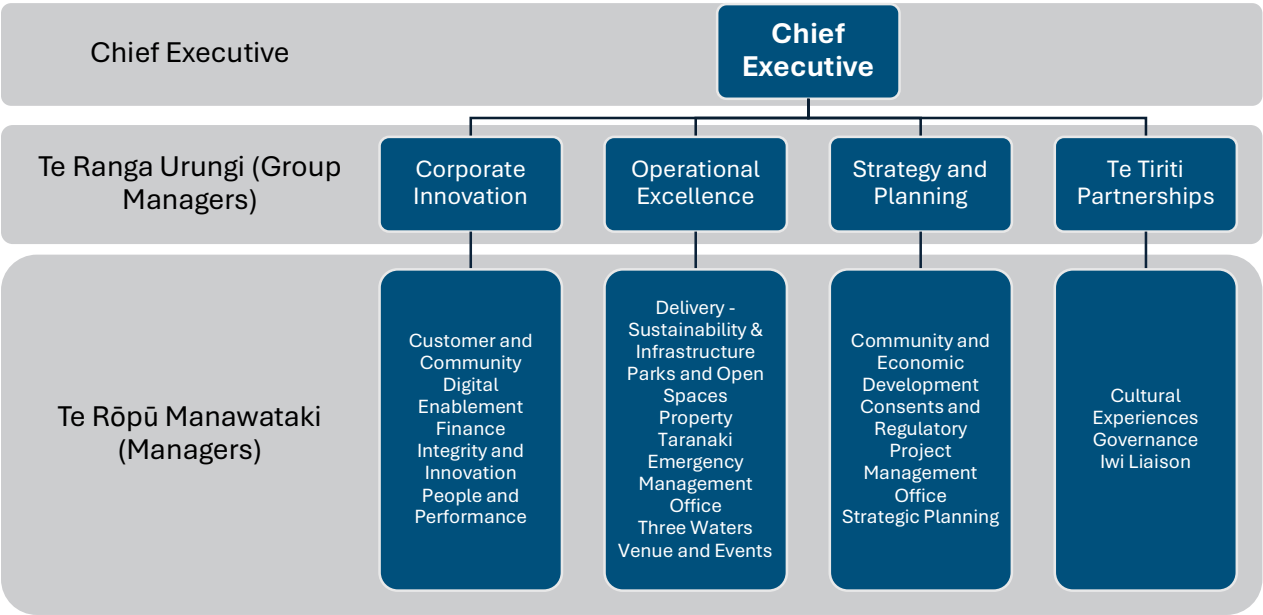 Chief Executive
Chief
Executive
Te Ranga Urungi (Group
Managers)
Corporate
Innovation
Operational
Excellence
Strategy and
Planning
Te Tiriti
Partnerships
Te Rōpū Manawataki
(Managers)
Customer and
Community
Digital
Enablement
Finance
Integrity and
Innovation
People and
Performance
Delivery -
Sustainability &
Infrastructure
Parks and Open
Spaces
Property
Taranaki
Emergency
Management
Office
Three Waters
Venue and Events
Community and
Economic
Development
Consents and
Regulatory
Project
Management
Office
Strategic Planning
Cultural
Experiences
Governance
Iwi Liaison